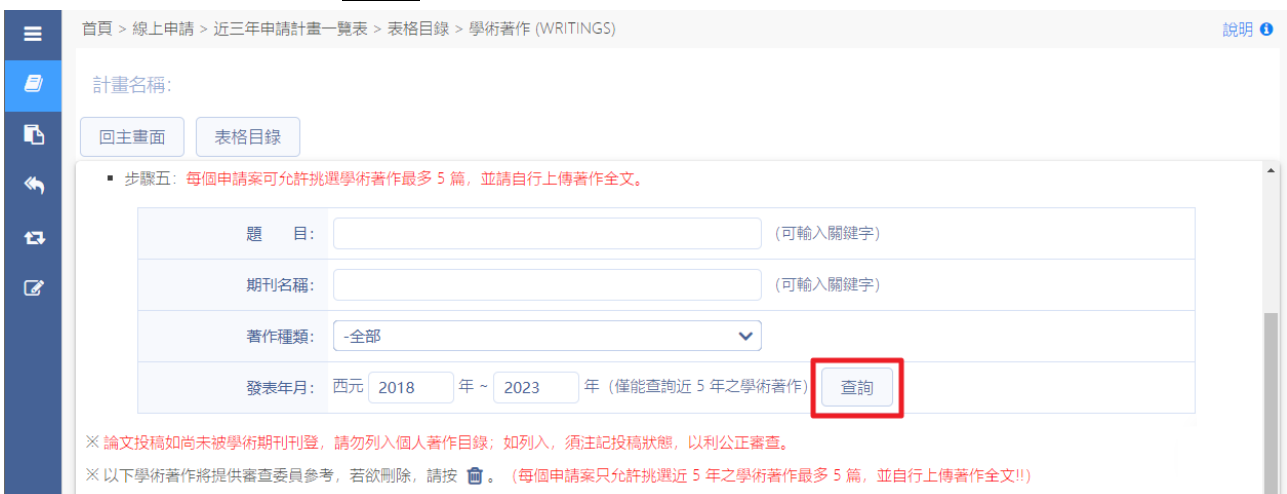 首頁 > 線上申請 > 近三年申請計畫一覽表 > 表格目錄 > 學術著作 (WRITINGS) 說明
計畫名稱:
回主畫面 表格目錄
▪ 步驟五: 每個申請案可允許挑選學術著作最多 5 篇, 並請自行上傳著作全文。
題 目: (可輸入關鍵字)
期刊名稱: (可輸入關鍵字)
著作種類: -全部
發表年月: 西元 2018 年 ~ 2023 年 (僅能查詢近 5 年之學術著作) 查詢
※ 論文投稿如尚未被學術期刊刊登, 請勿列入個人著作目錄; 如列入, 須注記投稿狀態, 以利公正審查。
※ 以下學術著作將提供審查委員參考, 若欲刪除, 請按 。 (每個申請案只允許挑選近 5 年之學術著作最多 5 篇, 並自行上傳著作全文!!)